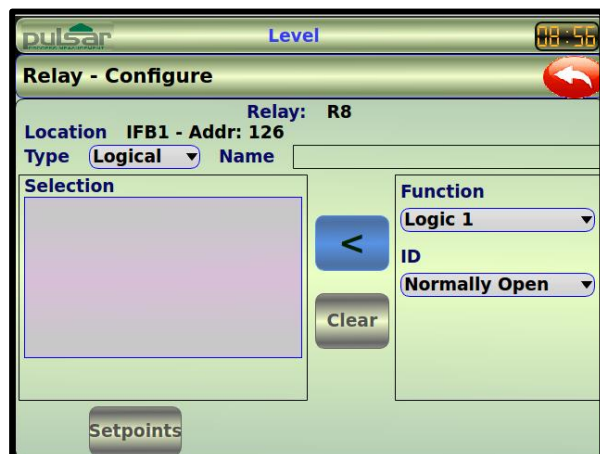 pulsar
Level
08:56
Relay - Configure
Relay: R8
Location IFB1 - Addr: 126
Type Logical Name
Selection
Function
Logic 1
<
ID
Normally Open
Clear
Setpoints